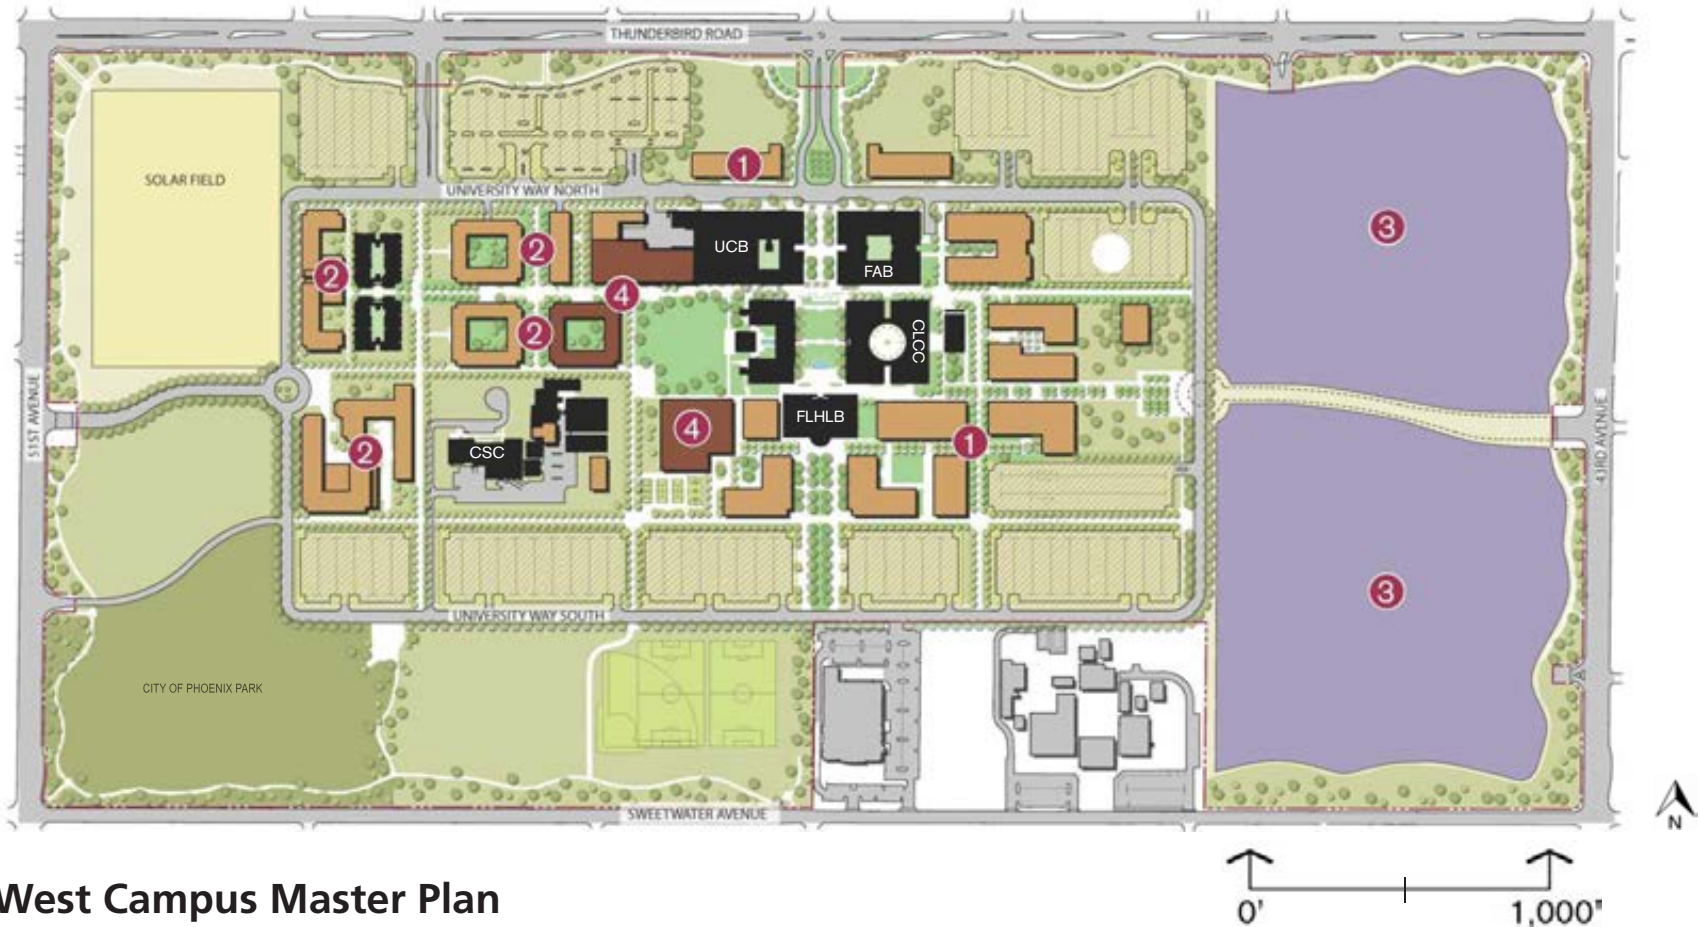 THUNDERBIRD ROAD
SOLAR FIELD
1
UNIVERSITY WAY NORTH
3
2
2
UCB
FAB
4
2
CLCC
51ST AVENUE
43RD AVENUE
FLHLB
4
1
2
CSC
3
UNIVERSITY WAY SOUTH
CITY OF PHOENIX PARK
SWEETWATER AVENUE
N
West Campus Master Plan
0'
1,000"